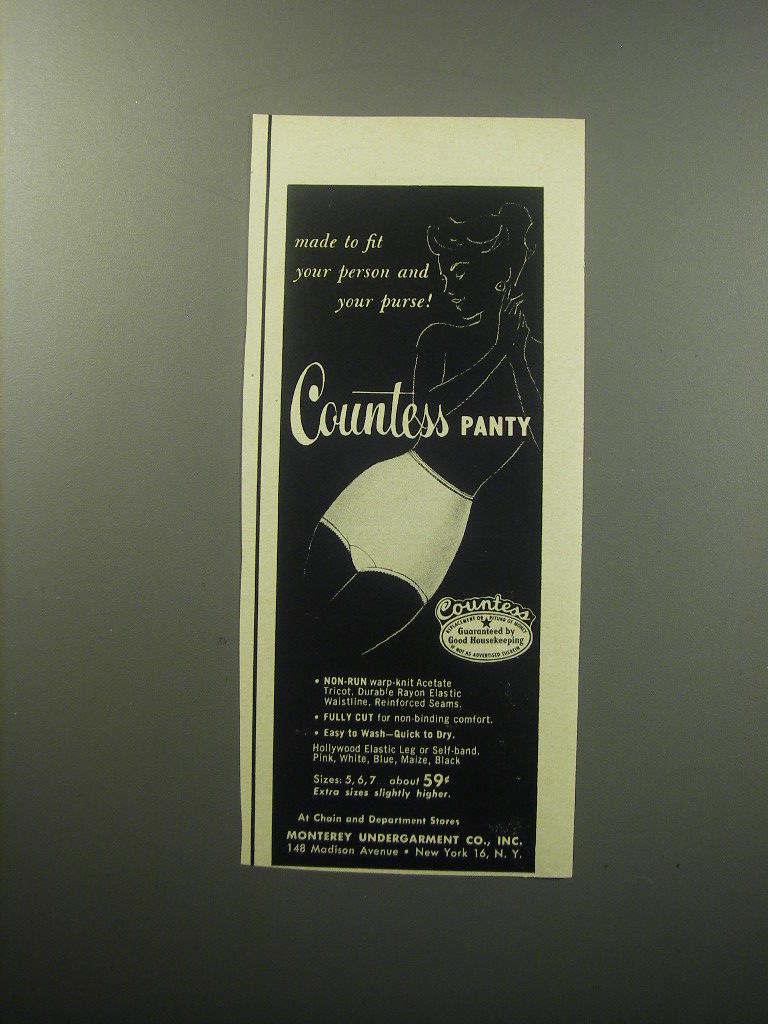 made to fit
your person and
your purse!
Countess PANTY
Countess
REPLACEMENT OR REFUND OF MONEY
Guaranteed by
Good Housekeeping
IF NOT AS ADVERTISED THEREIN
• NON-RUN warp-knit Acetate
Tricot, Durable Rayon Elastic
Waistline, Reinforced Seams.
• FULLY CUT for non-binding comfort.
• Easy to Wash—Quick to Dry.
Hollywood Elastic Leg or Self-band.
Pink, White, Blue, Maize, Black
Sizes: 5, 6, 7 about 59¢
Extra sizes slightly higher.
At Chain and Department Stores
MONTEREY UNDERGARMENT CO., INC.
148 Madison Avenue • New York 16, N. Y.